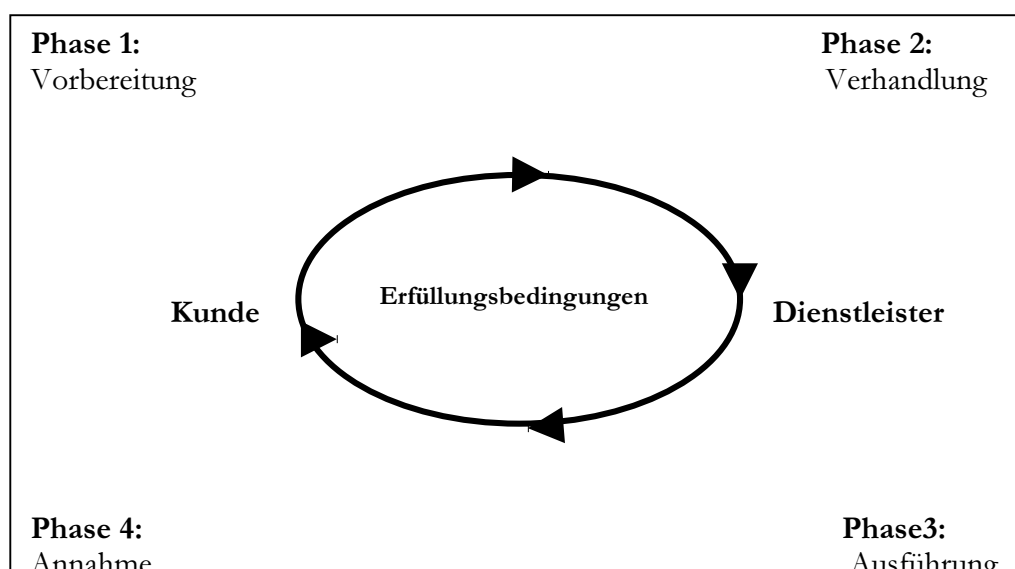 Phase 1:
Vorbereitung
Phase 2:
Verhandlung
Kunde
Erfüllungsbedingungen
Dienstleister
Phase 4:
Annahme
Phase3:
Ausführung